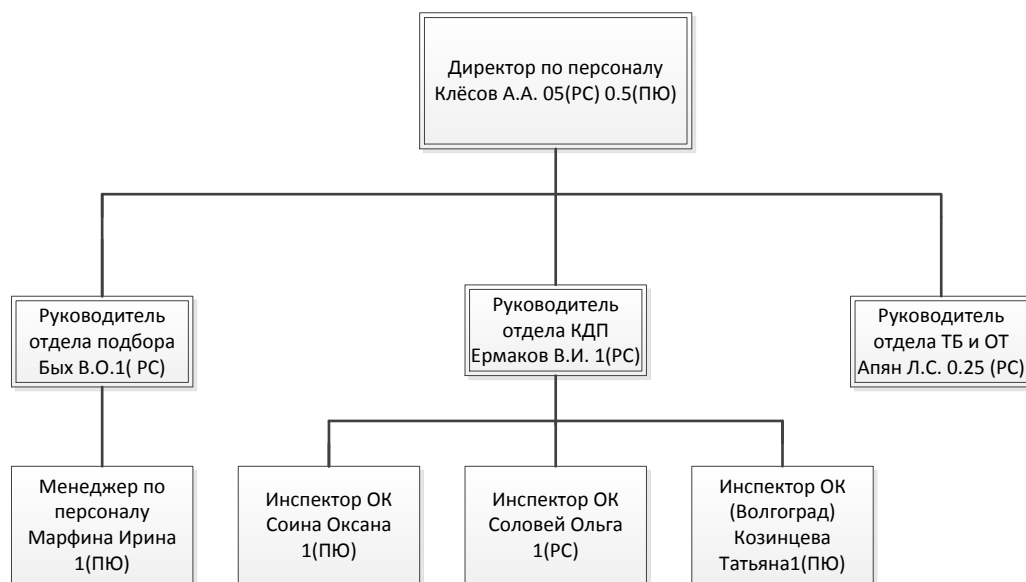 Директор по персоналу
Клёсов А.А. 05(РС) 0.5(ПЮ)
Руководитель
отдела подбора
Бых В.О.1( РС)
Руководитель
отдела КДП
Ермаков В.И. 1(РС)
Руководитель
отдела ТБ и ОТ
Апян Л.С. 0.25 (РС)
Менеджер по
персоналу
Марфина Ирина
1(ПЮ)
Инспектор ОК
Соина Оксана
1(ПЮ)
Инспектор ОК
Соловей Ольга
1(РС)
Инспектор ОК
(Волгоград)
Козинцева
Татьяна1(ПЮ)